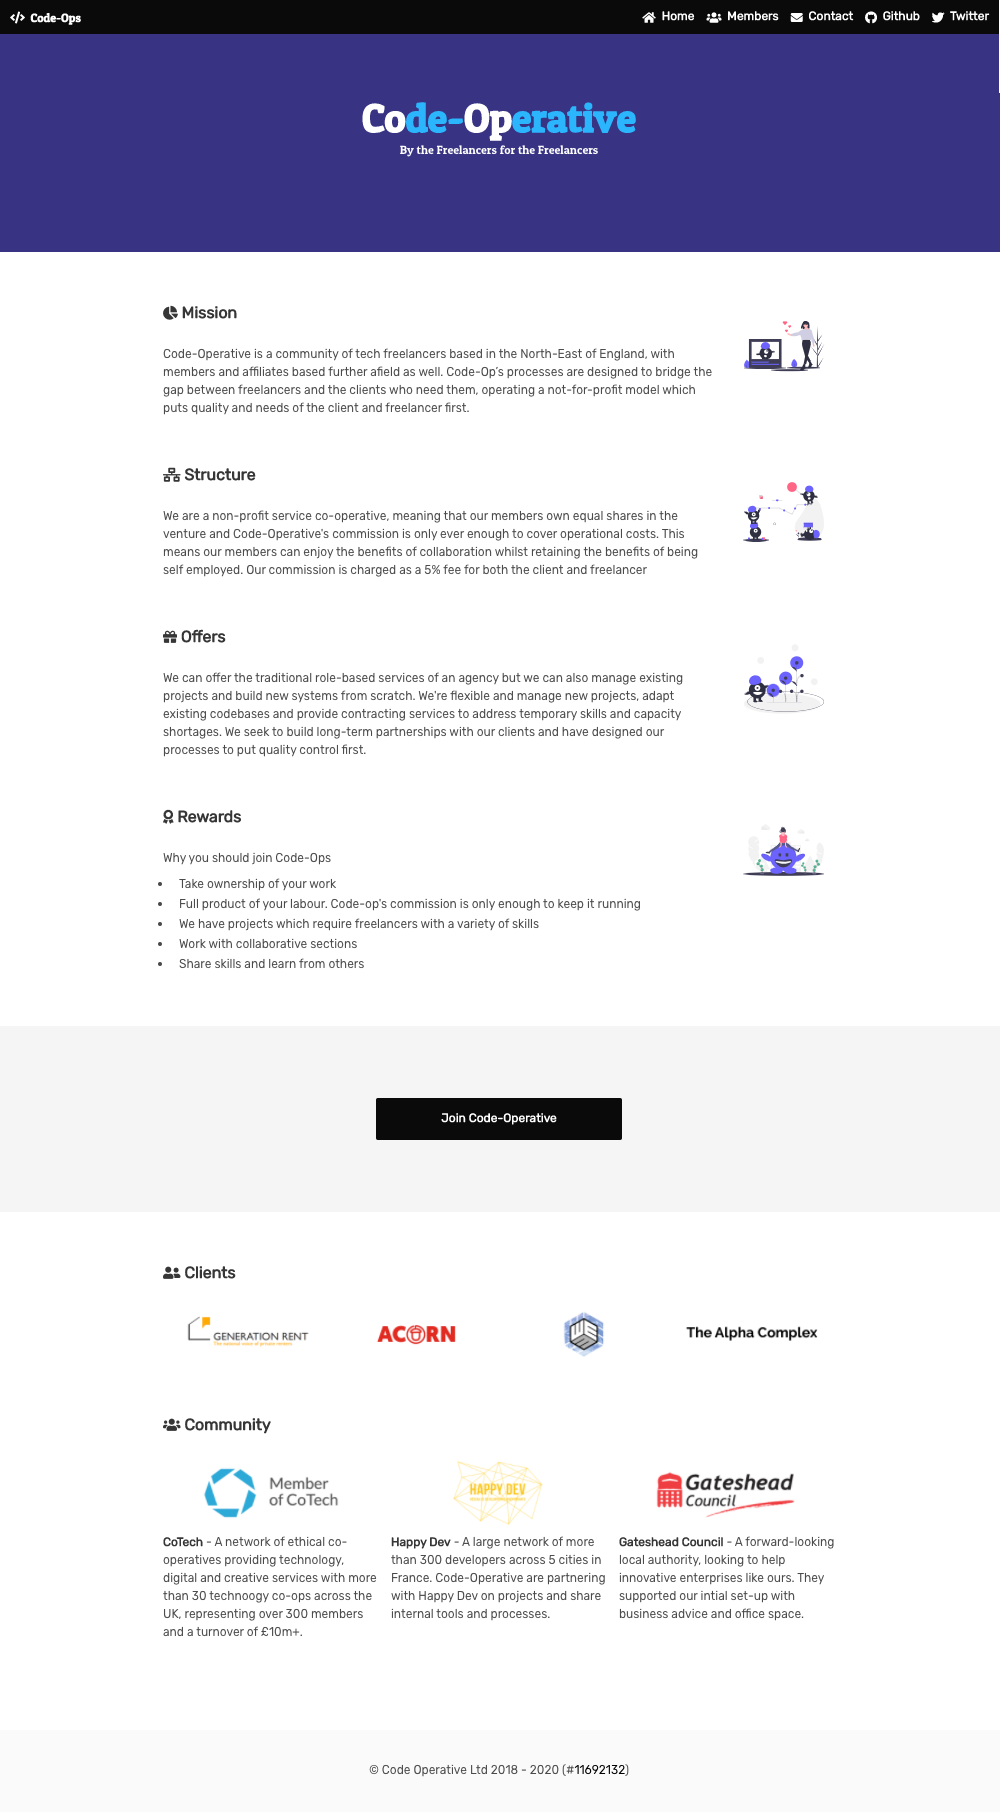 Code-Ops
Home Members Contact Github Twitter
Code-Operative
By the Freelancers for the Freelancers
Mission
Code-Operative is a community of tech freelancers based in the North-East of England, with
members and affiliates based further afield as well. Code-Op's processes are designed to bridge the
gap between freelancers and the clients who need them, operating a not-for-profit model which
puts quality and needs of the client and freelancer first.
Structure
We are a non-profit service co-operative, meaning that our members own equal shares in the
venture and Code-Operative's commission is only ever enough to cover operational costs. This
means our members can enjoy the benefits of collaboration whilst retaining the benefits of being
self employed. Our commission is charged as a 5% fee for both the client and freelancer
Offers
We can offer the traditional role-based services of an agency but we can also manage existing
projects and build new systems from scratch. We're flexible and manage new projects, adapt
existing codebases and provide contracting services to address temporary skills and capacity
shortages. We seek to build long-term partnerships with our clients and have designed our
processes to put quality control first.
Rewards
Why you should join Code-Ops
• Take ownership of your work
• Full product of your labour. Code-op's commission is only enough to keep it running
• We have projects which require freelancers with a variety of skills
• Work with collaborative sections
• Share skills and learn from others
Join Code-Operative
Clients
GENERATION RENT
The national voice of private renters
ACORN
The Alpha Complex
Community
Member
of CoTech
CoTech - A network of ethical co-
operatives providing technology,
digital and creative services with more
than 30 technoogy co-ops across the
UK, representing over 300 members
and a turnover of £10m+.
HAPPY DEV
Happy Dev - A large network of more
than 300 developers across 5 cities in
France. Code-Operative are partnering
with Happy Dev on projects and share
internal tools and processes.
Gateshead
Council
Gateshead Council - A forward-looking
local authority, looking to help
innovative enterprises like ours. They
supported our intial set-up with
business advice and office space.
© Code Operative Ltd 2018 - 2020 (#11692132)